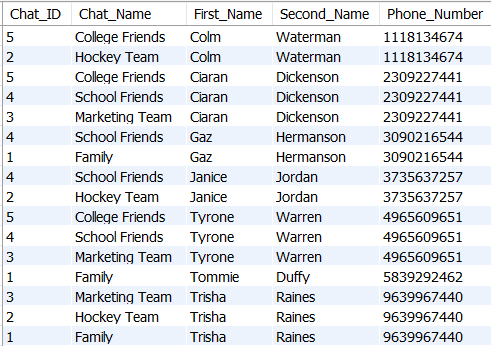 Chat_ID Chat_Name First_Name Second_Name Phone_Number
5 College Friends Colm Waterman 1118134674
2 Hockey Team Colm Waterman 1118134674
5 College Friends Ciaran Dickenson 2309227441
4 School Friends Ciaran Dickenson 2309227441
3 Marketing Team Ciaran Dickenson 2309227441
4 School Friends Gaz Hermanson 3090216544
1 Family Gaz Hermanson 3090216544
4 School Friends Janice Jordan 3735637257
2 Hockey Team Janice Jordan 3735637257
5 College Friends Tyrone Warren 4965609651
4 School Friends Tyrone Warren 4965609651
3 Marketing Team Tyrone Warren 4965609651
1 Family Tommie Duffy 5839292462
3 Marketing Team Trisha Raines 9639967440
2 Hockey Team Trisha Raines 9639967440
1 Family Trisha Raines 9639967440